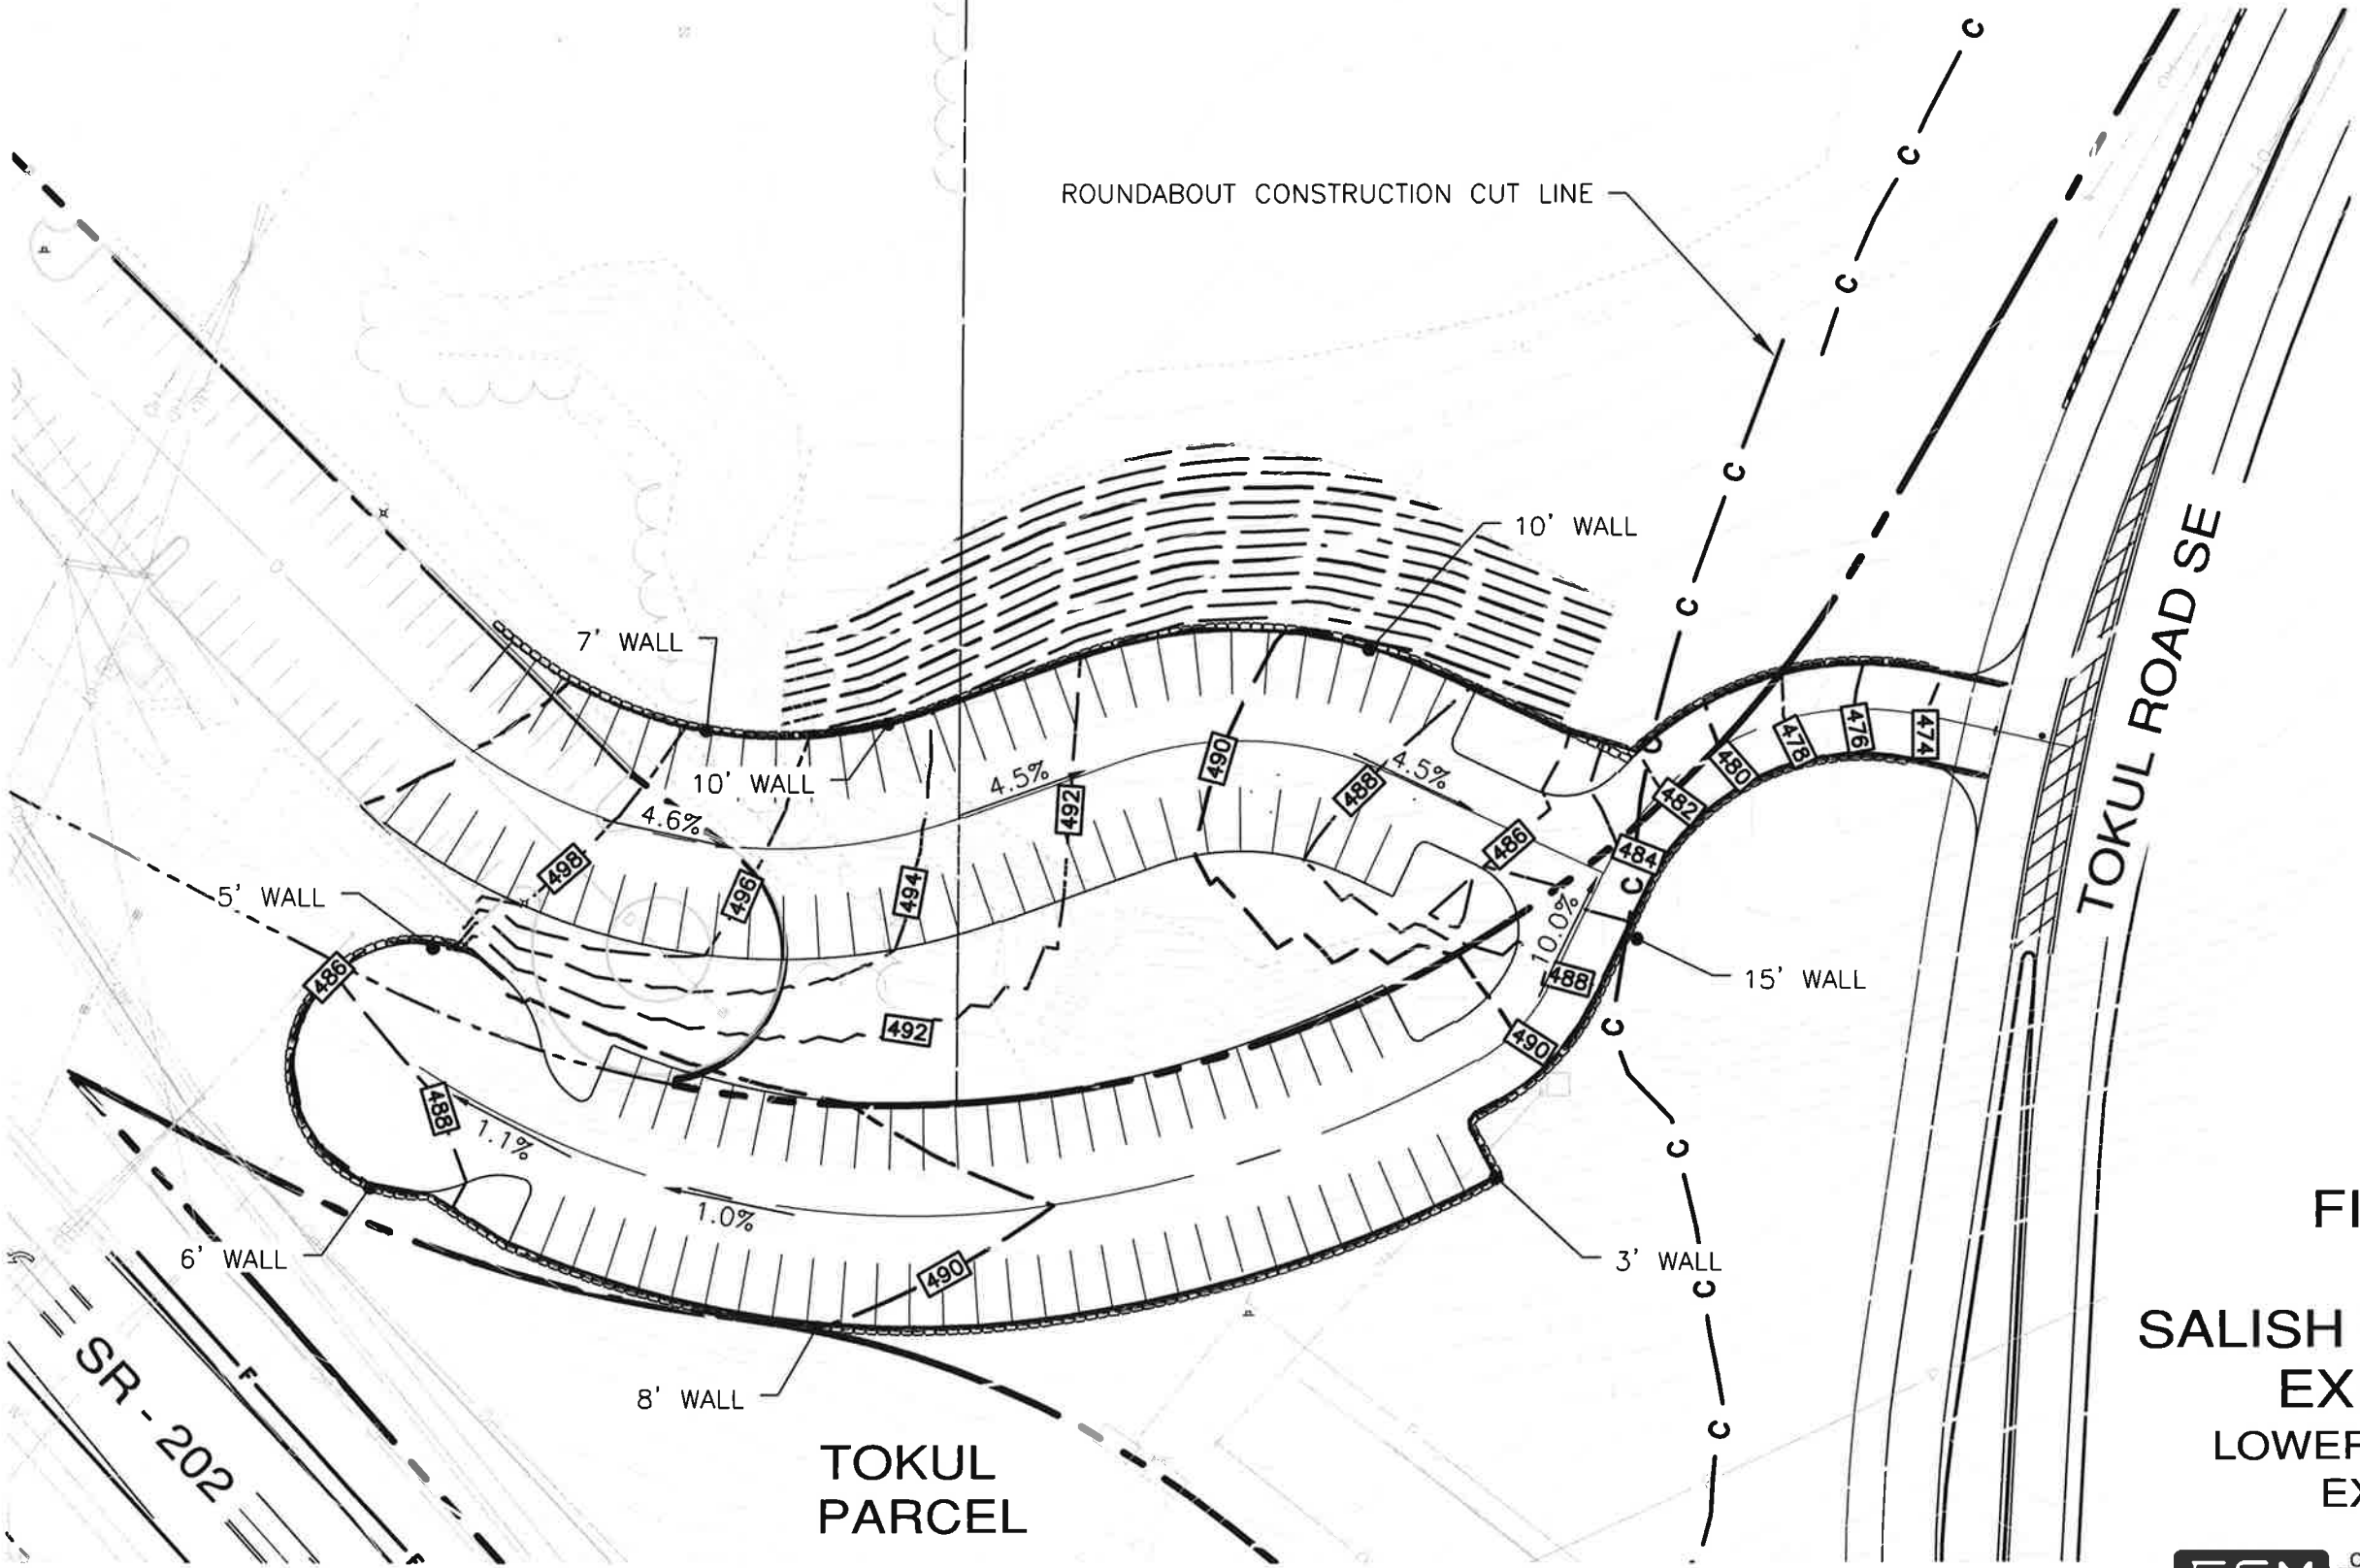 C
C
ROUNDABOUT CONSTRUCTION CUT LINE
C
C
10' WALL
TOKUL ROAD SE
C
7' WALL
10' WALL
4.5%
490
4.5%
488
492
4.6%
498
496
494
486
474
476
478
480
482
484
C
C
5' WALL
486
10.0%
488
15' WALL
490
C
492
488
1.1%
1.0%
490
C
6' WALL
3' WALL
C
8' WALL
C
SR - 202
F
F
TOKUL
PARCEL
FI
SALISH
EX
LOWER
EX